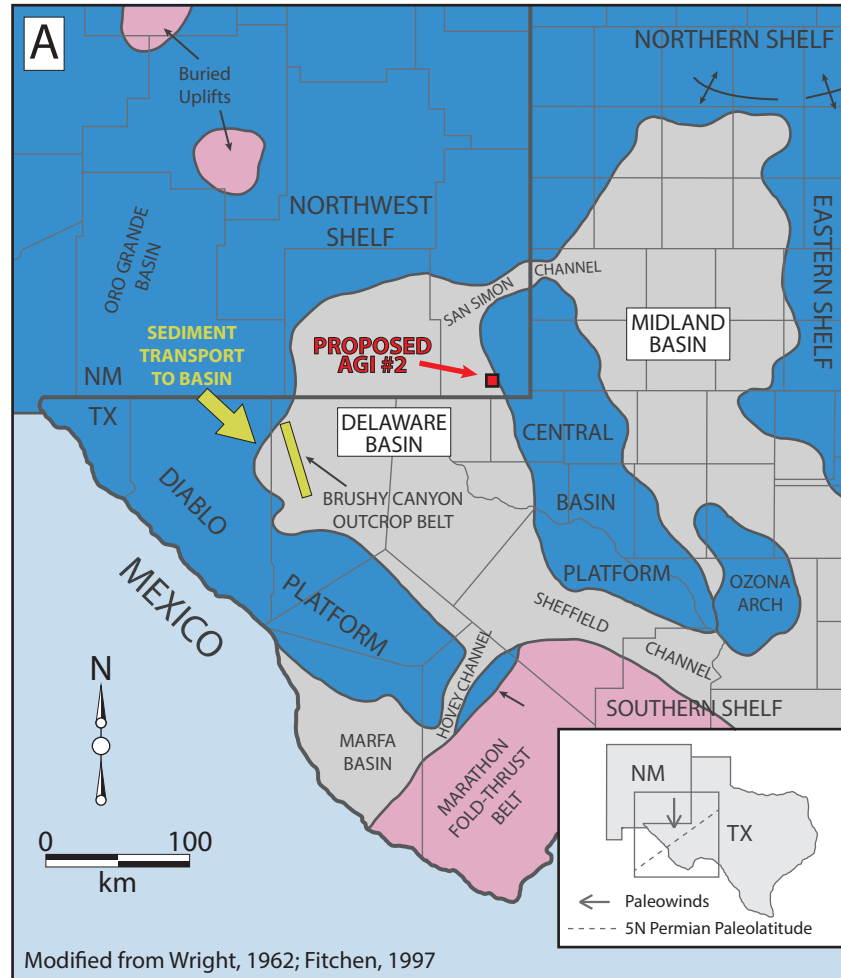 A
NORTHERN SHELF
Buried
Uplifts
NORTHWEST
SHELF
ORO GRANDE
BASIN
EASTERN SHELF
SAN SIMON
CHANNEL
MIDLAND
BASIN
SEDIMENT
TRANSPORT
TO BASIN
PROPOSED
AGI #2
NM
TX
DELAWARE
BASIN
CENTRAL
BASIN
PLATFORM
BRUSHY CANYON
OUTCROP BELT
DIABLO
PLATFORM
OZONA
ARCH
MEXICO
SHEFFIELD
CHANNEL
HOVEY CHANNEL
N
SOUTHERN SHELF
MARFA
BASIN
MARATHON
FOLD-THRUST
BELT
0 100
km
NM
TX
Paleowinds
5N Permian Paleolatitude
Modified from Wright, 1962; Fitchen, 1997